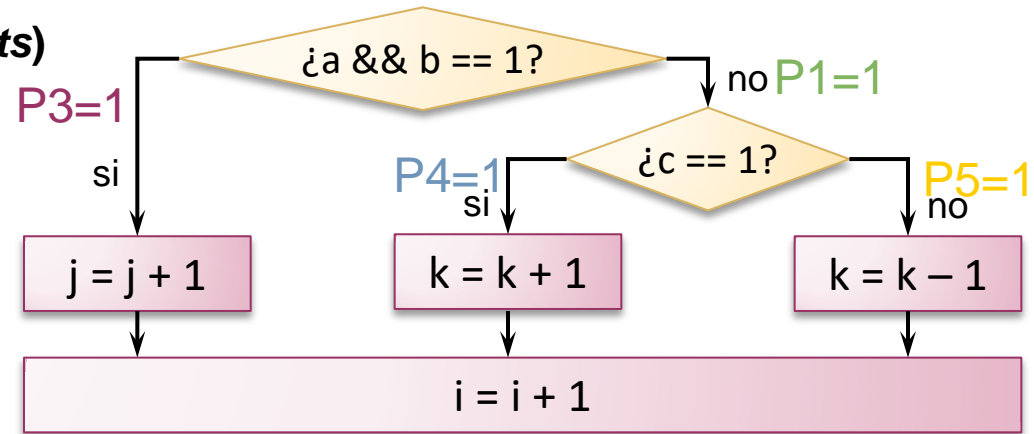 ts)
¿a && b == 1?
P3=1
no P1=1
si
¿c == 1?
P4=1
si
P5=1
no
j = j + 1
k = k + 1
k = k – 1
i = i + 1